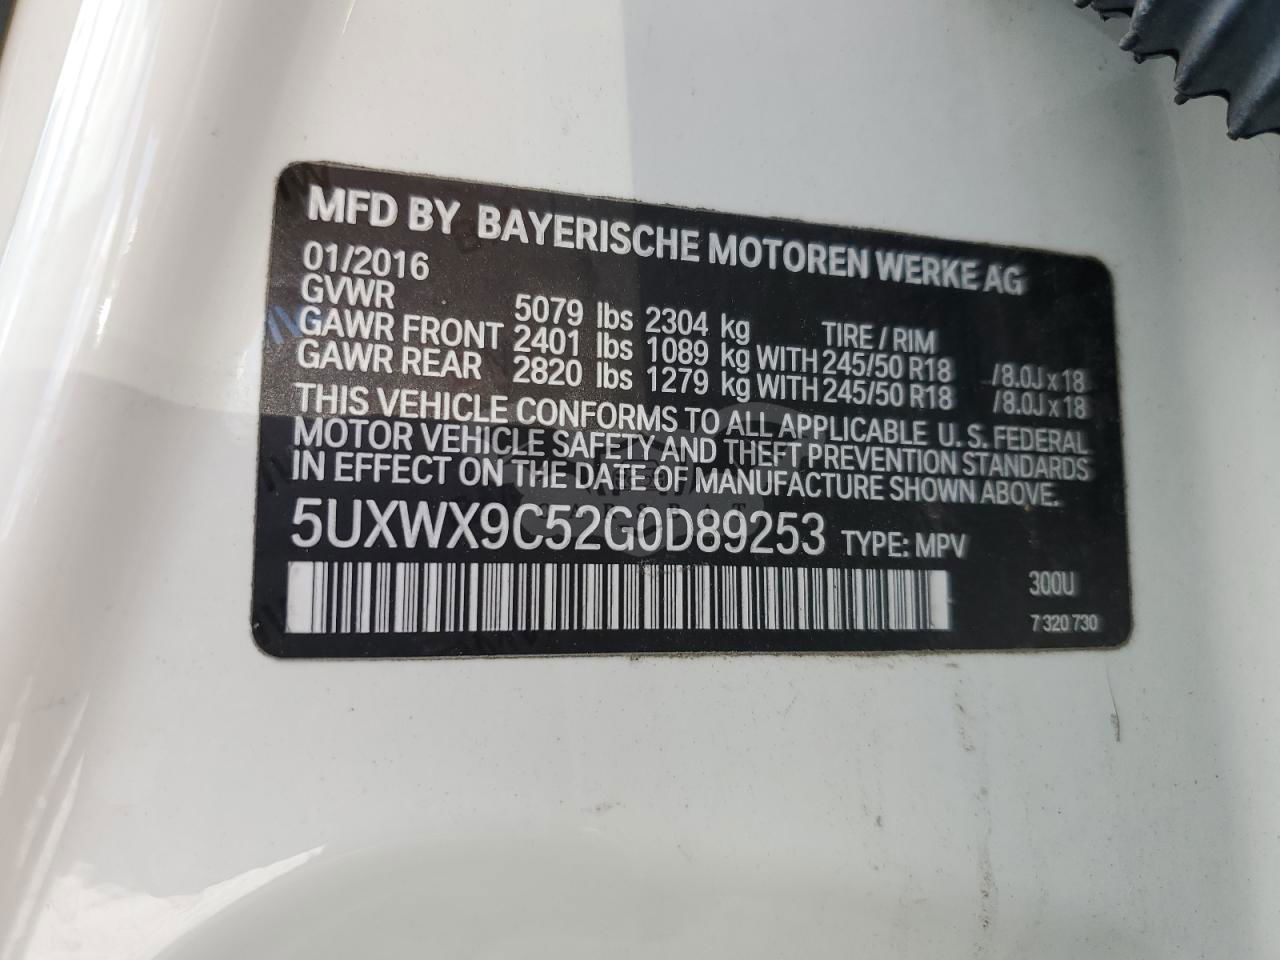 MFD BY BAYERISCHE MOTOREN WERKE AG
01/2016
GVWR 5079 lbs 2304 kg TIRE / RIM
GAWR FRONT 2401 lbs 1089 kg WITH 245/50 R18 /8.0J x 18
GAWR REAR 2820 lbs 1279 kg WITH 245/50 R18 /8.0J x 18
THIS VEHICLE CONFORMS TO ALL APPLICABLE U.S. FEDERAL
MOTOR VEHICLE SAFETY AND THEFT PREVENTION STANDARDS
IN EFFECT ON THE DATE OF MANUFACTURE SHOWN ABOVE.
5UXWX9C52G0D89253 TYPE: MPV
300U
7 320 730